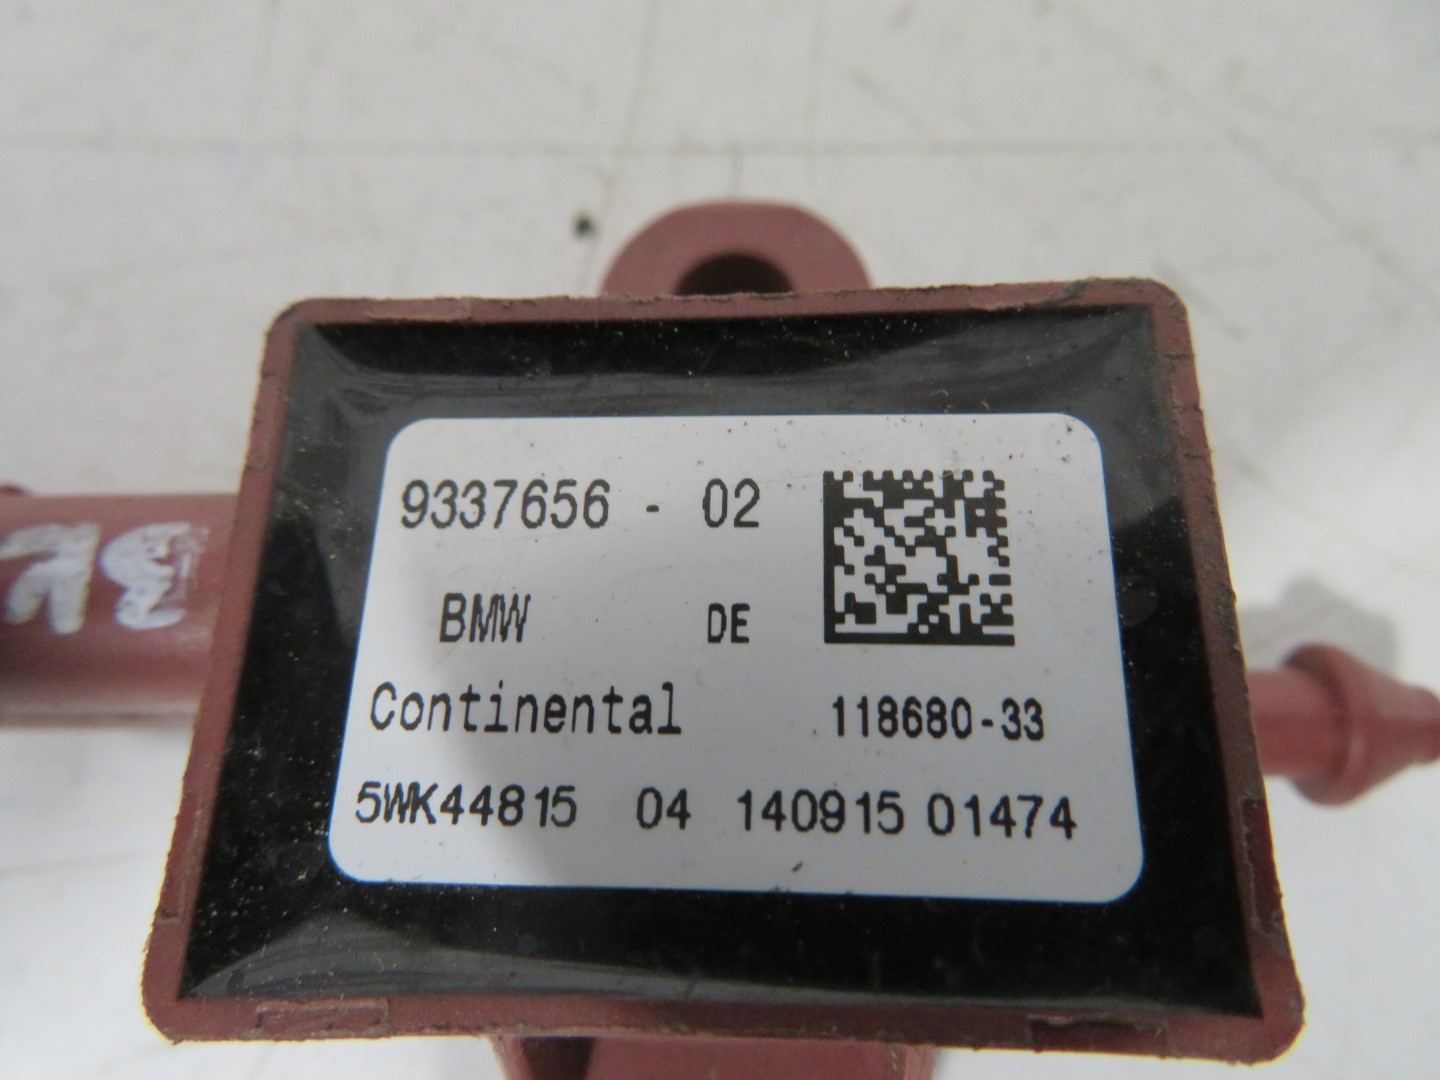 9337656 - 02
BMW DE
Continental 118680-33
5WK44815 04 140915 01474